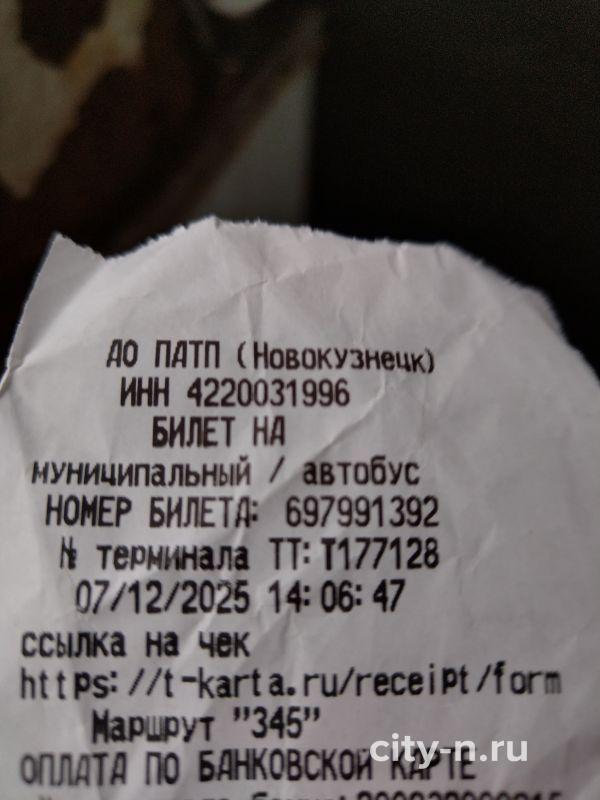 АО ПАТП (Новокузнецк)
ИНН 4220031996
БИЛЕТ НА
муниципальный / автобус
НОМЕР БИЛЕТА: 697991392
№ терминала ТТ: T177128
07/12/2025 14:06:47
ссылка на чек
https://t-karta.ru/receipt/form
Маршрут "345"
ОПЛАТА ПО БАНКОВСКОЙ КАРТЕ
city-n.ru